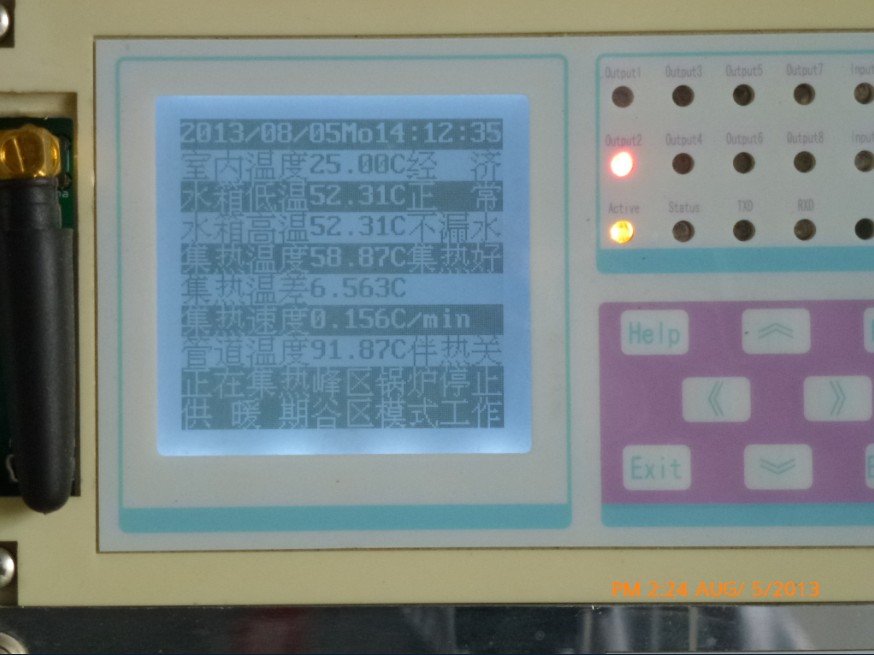 2013/08/05Mo14:12:35
室内温度25.00C经 济
水箱低温52.31C正 常
水箱高温52.31C不漏水
集热温度58.87C集热好
集热温差6.563C
集热速度0.156C/min
管道温度91.87C伴热关
正在集热峰区锅炉停止
供 暖 期谷区模式工作
Output1 Output3 Output5 Output7
Output2 Output4 Output6 Output8
Active Status TXD RXD
Help
Exit
PM 2:24 AUG/ 5/2013